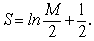 S = ln M/2 + 1/2.